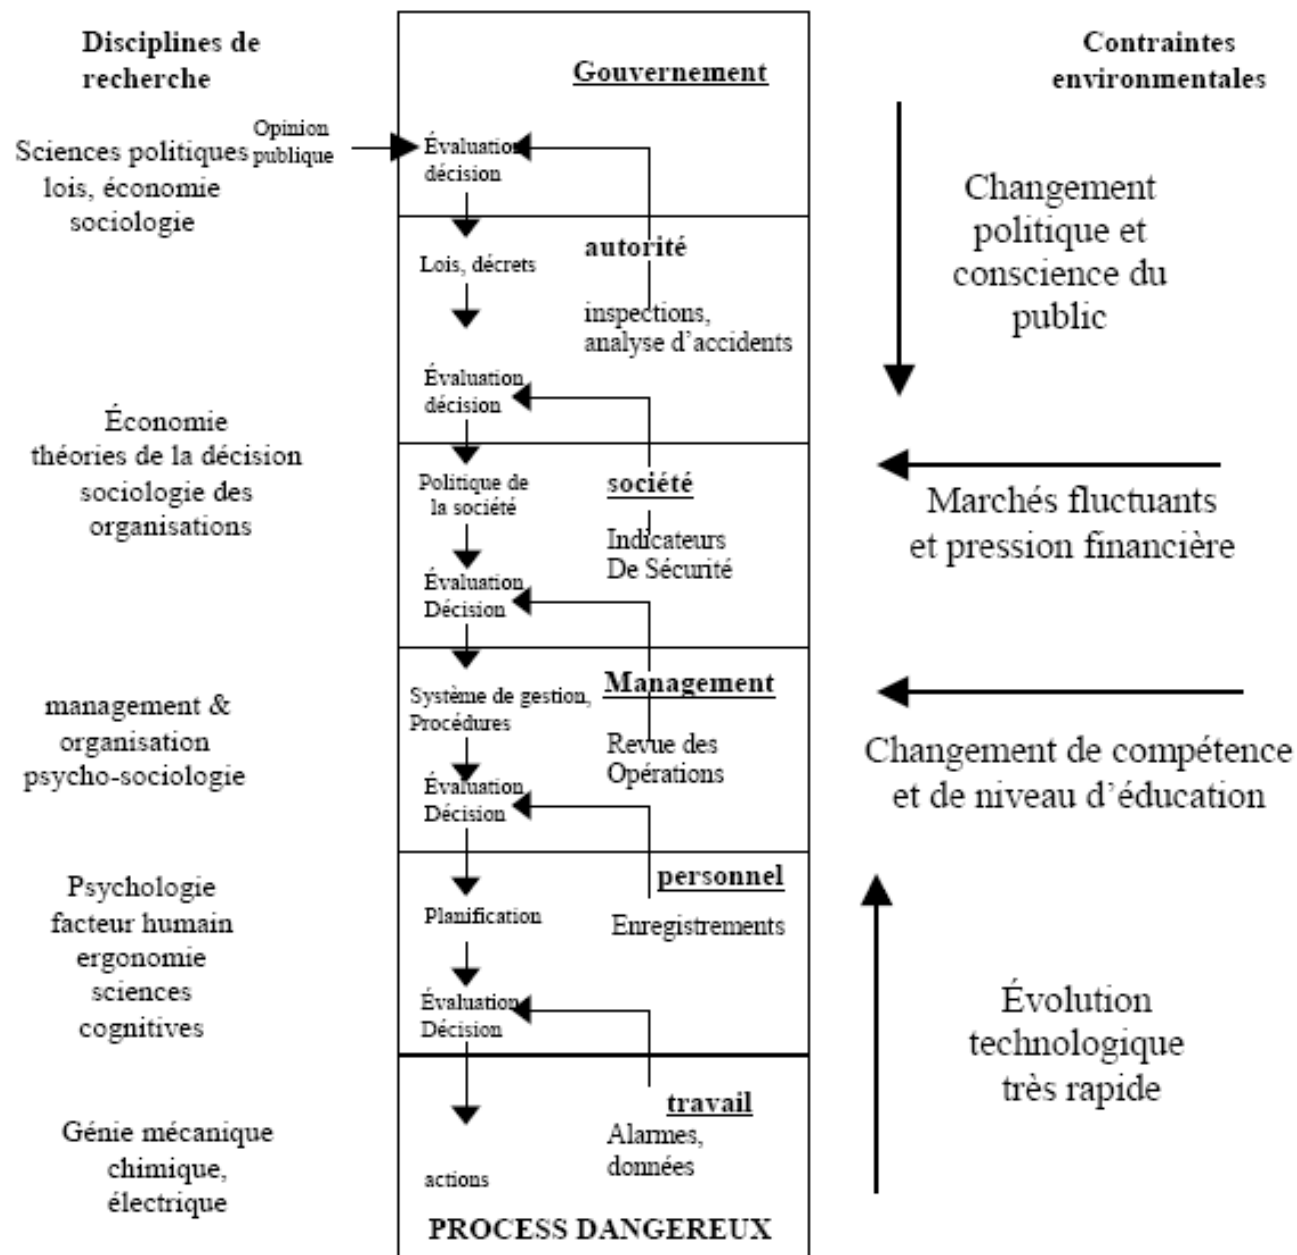 Disciplines de
recherche
Gouvernement
Contraintes
environmentales
Opinion
publique
Sciences politiques
lois, économie
sociologie
Évaluation
décision
Changement
politique et
conscience du
public
autorité
Lois, décrets
inspections,
analyse d’accidents
Évaluation
décision
Économie
théories de la décision
sociologie des
organisations
Politique de
la société
société
Indicateurs
De Sécurité
Marchés fluctuants
et pression financière
Évaluation
Décision
management &
organisation
psycho-sociologie
Système de gestion,
Procédures
Management
Revue des
Opérations
Changement de compétence
et de niveau d’éducation
Évaluation
Décision
Psychologie
facteur humain
ergonomie
sciences
cognitives
personnel
Planification
Enregistrements
Évaluation
Décision
Évolution
technologique
très rapide
Génie mécanique
chimique,
électrique
travail
Alarmes,
données
actions
PROCESS DANGEREUX